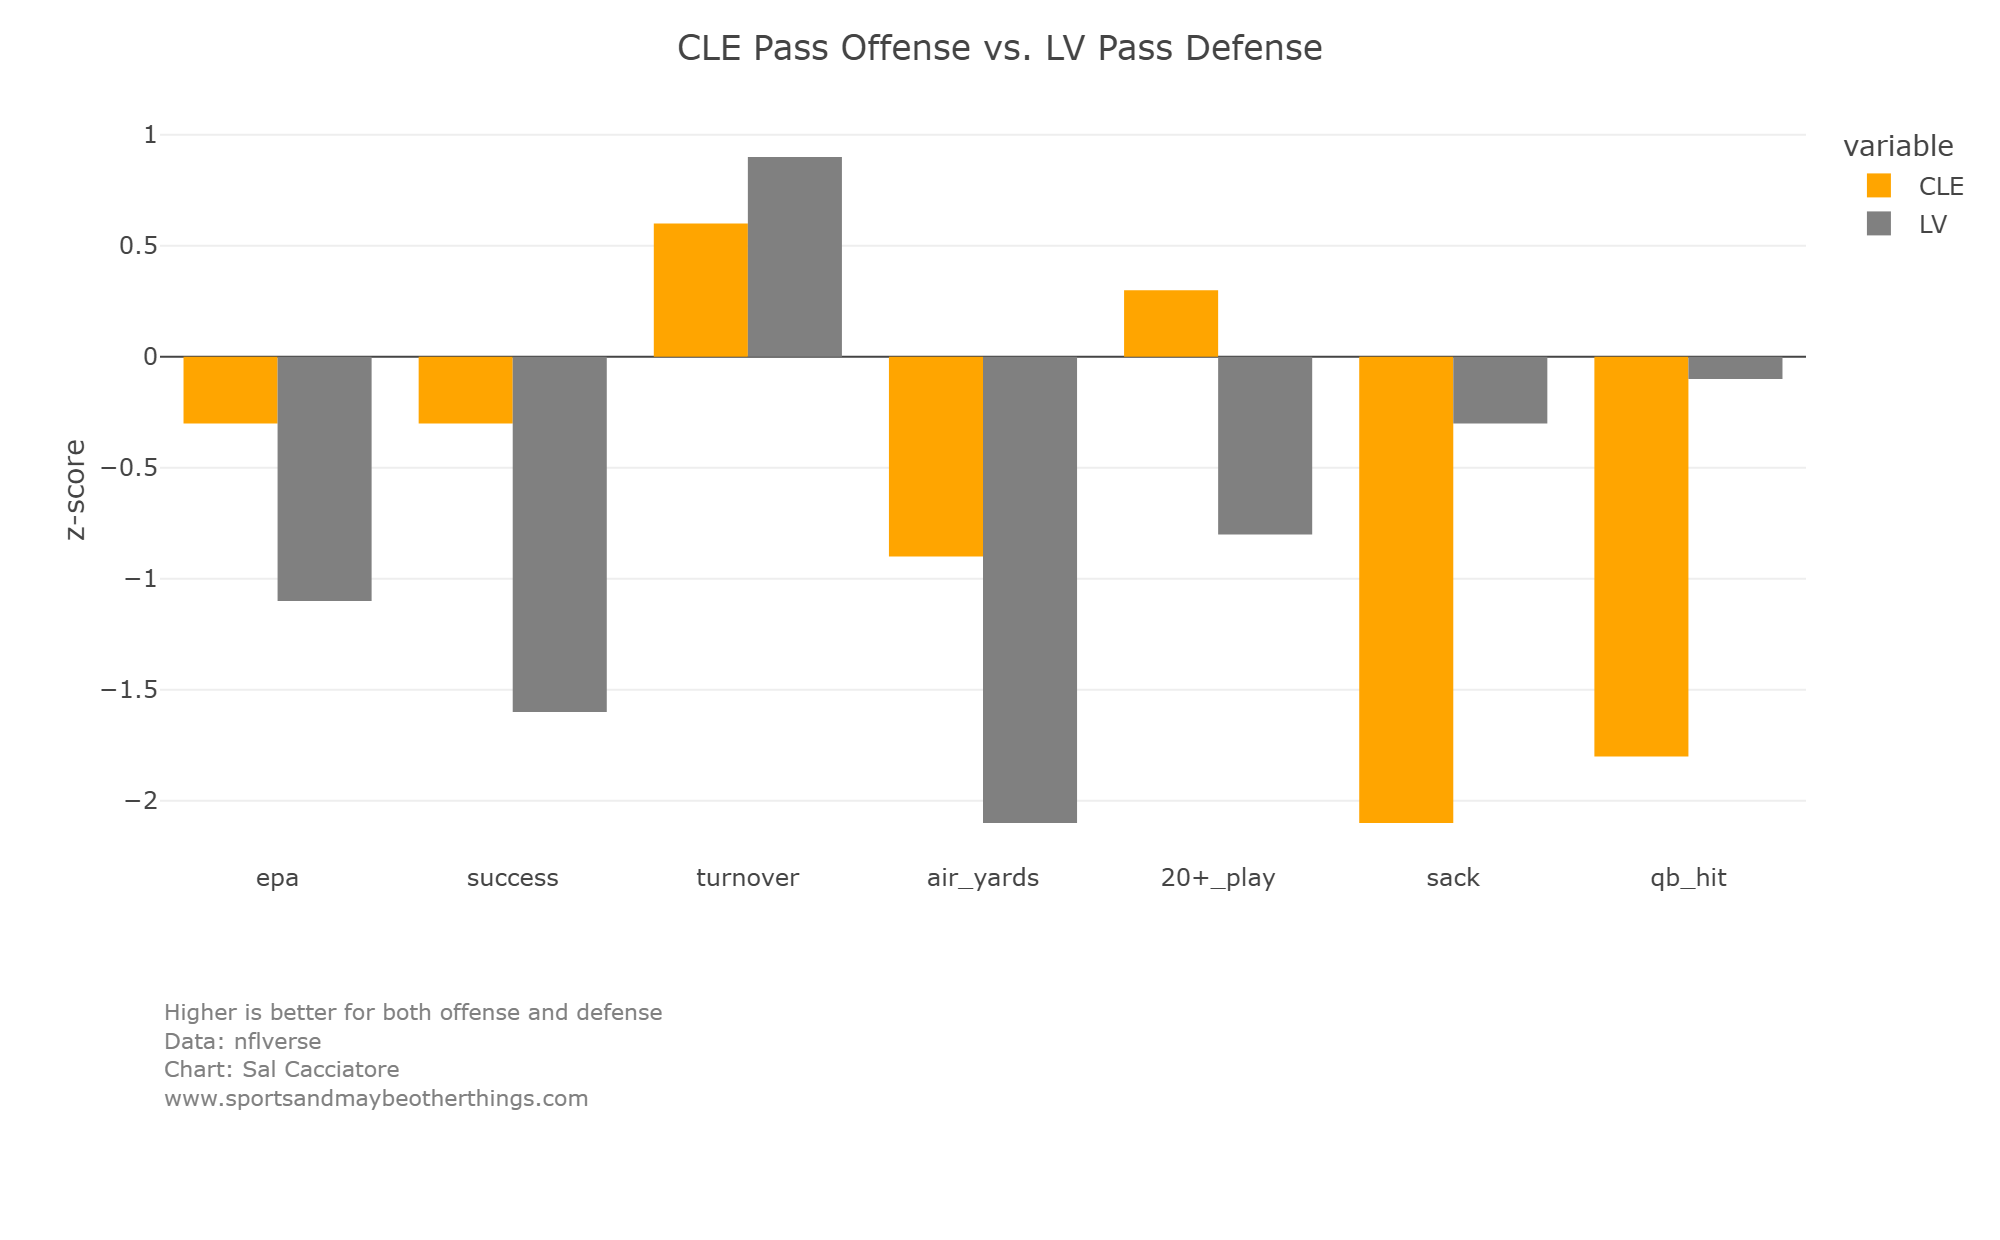 CLE Pass Offense vs. LV Pass Defense
variable
CLE
LV
1
0.5
0
−0.5
−1
−1.5
−2
z-score
epa
success
turnover
air_yards
20+_play
sack
qb_hit
Higher is better for both offense and defense
Data: nflverse
Chart: Sal Cacciatore
www.sportsandmaybeotherthings.com